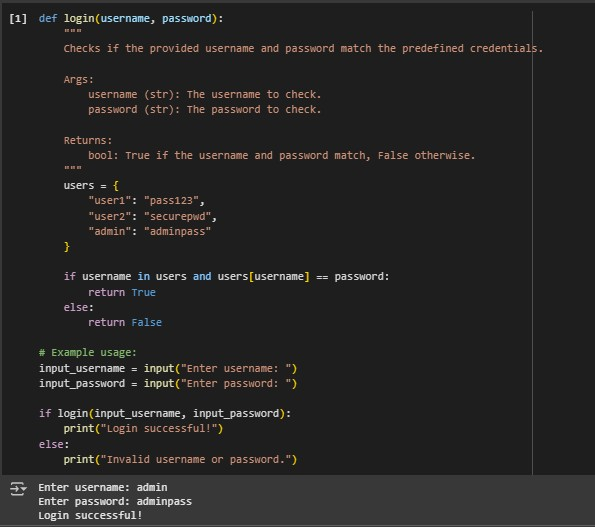 [1] def login(username, password):
    """
    Checks if the provided username and password match the predefined credentials.

    Args:
        username (str): The username to check.
        password (str): The password to check.

    Returns:
        bool: True if the username and password match, False otherwise.
    """
    users = {
        "user1": "pass123",
        "user2": "securepwd",
        "admin": "adminpass"
    }

    if username in users and users[username] == password:
        return True
    else:
        return False

# Example usage:
input_username = input("Enter username: ")
input_password = input("Enter password: ")

if login(input_username, input_password):
    print("Login successful!")
else:
    print("Invalid username or password.")

Enter username: admin
Enter password: adminpass
Login successful!